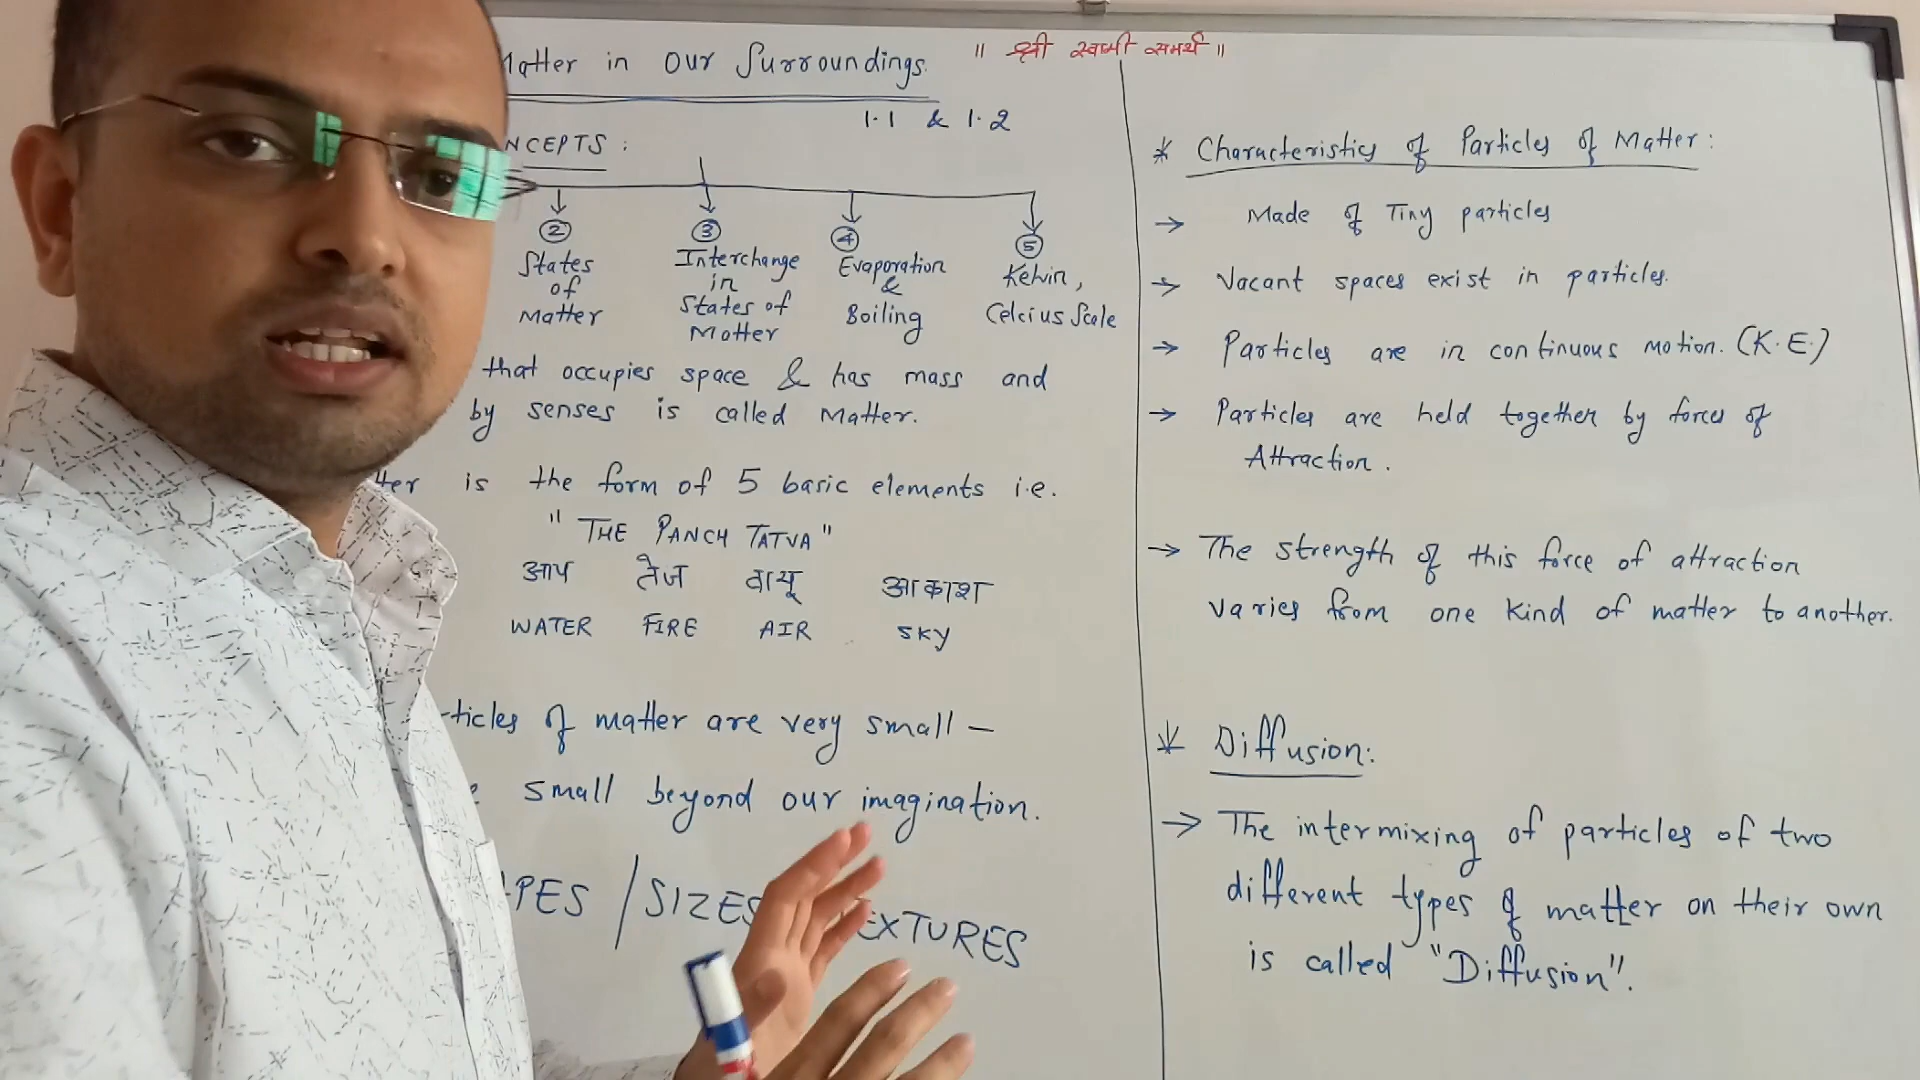 Matter in our Surroundings.
॥ श्री स्वामी समर्थ ॥
1.1 & 1.2
NCEPTS :
② ③ ④ ⑤
States of Matter
Interchange in States of Matter
Evaporation & Boiling
Kelvin, Celcius Scale
that occupies space & has mass and
by senses is called Matter.
tter is the form of 5 basic elements i.e.
" THE PANCH TATVA "
आप तेज वायू आकाश
WATER FIRE AIR SKY
ticles of matter are very small –
small beyond our imagination.
APES / SIZES EXTURES
* Characteristics of Particles of Matter :
→ Made of Tiny particles
→ Vacant spaces exist in particles.
→ Particles are in continuous motion. (K.E.)
→ Particles are held together by forces of
Attraction.
→ The strength of this force of attraction
varies from one kind of matter to another.
* Diffusion:
→ The intermixing of particles of two
different types of matter on their own
is called "Diffusion".